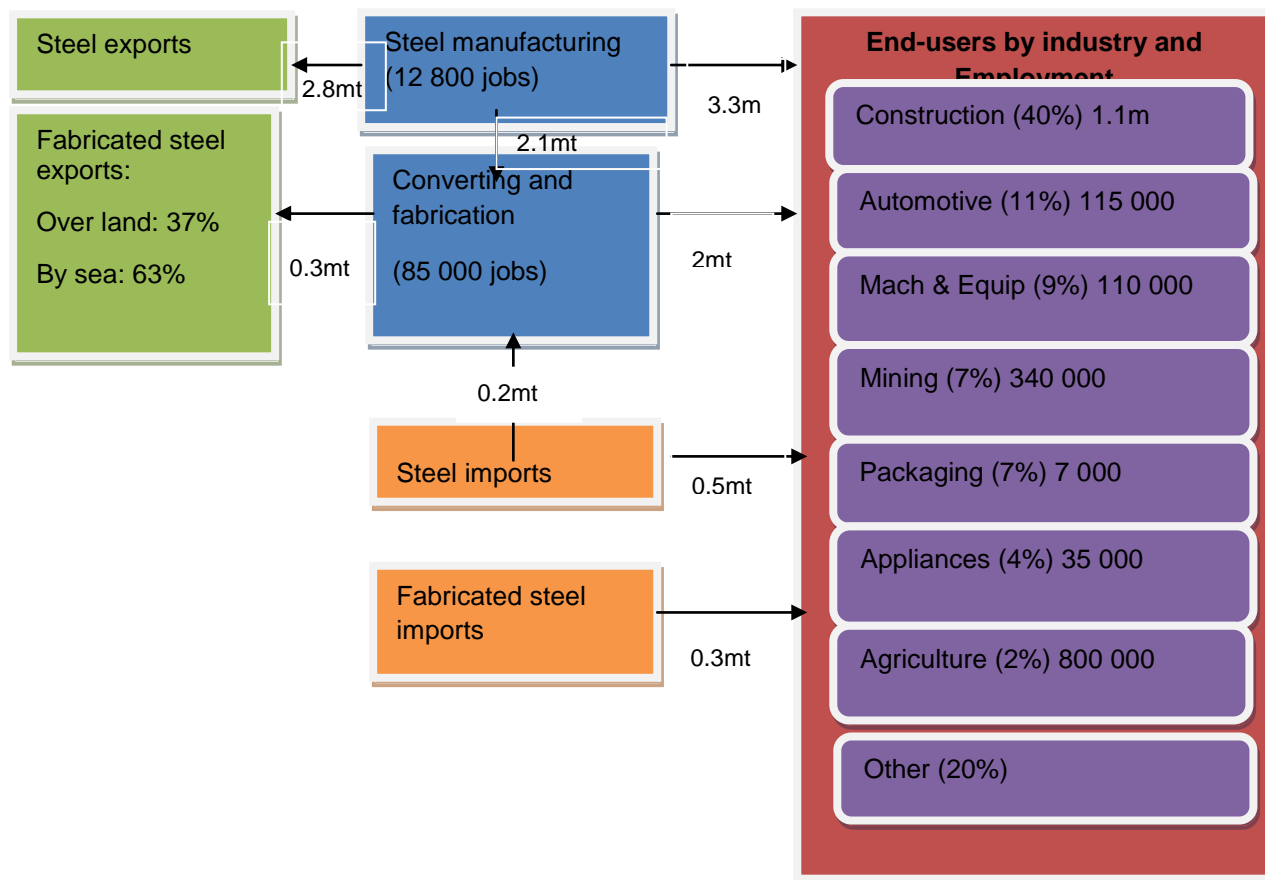 Steel exports
2.8mt
Steel manufacturing
(12 800 jobs)
3.3m
2.1mt
Fabricated steel
exports:
Over land: 37%
By sea: 63%
0.3mt
Converting and
fabrication
(85 000 jobs)
2mt
0.2mt
Steel imports
0.5mt
Fabricated steel
imports
0.3mt
End-users by industry and
Employment
Construction (40%) 1.1m
Automotive (11%) 115 000
Mach & Equip (9%) 110 000
Mining (7%) 340 000
Packaging (7%) 7 000
Appliances (4%) 35 000
Agriculture (2%) 800 000
Other (20%)